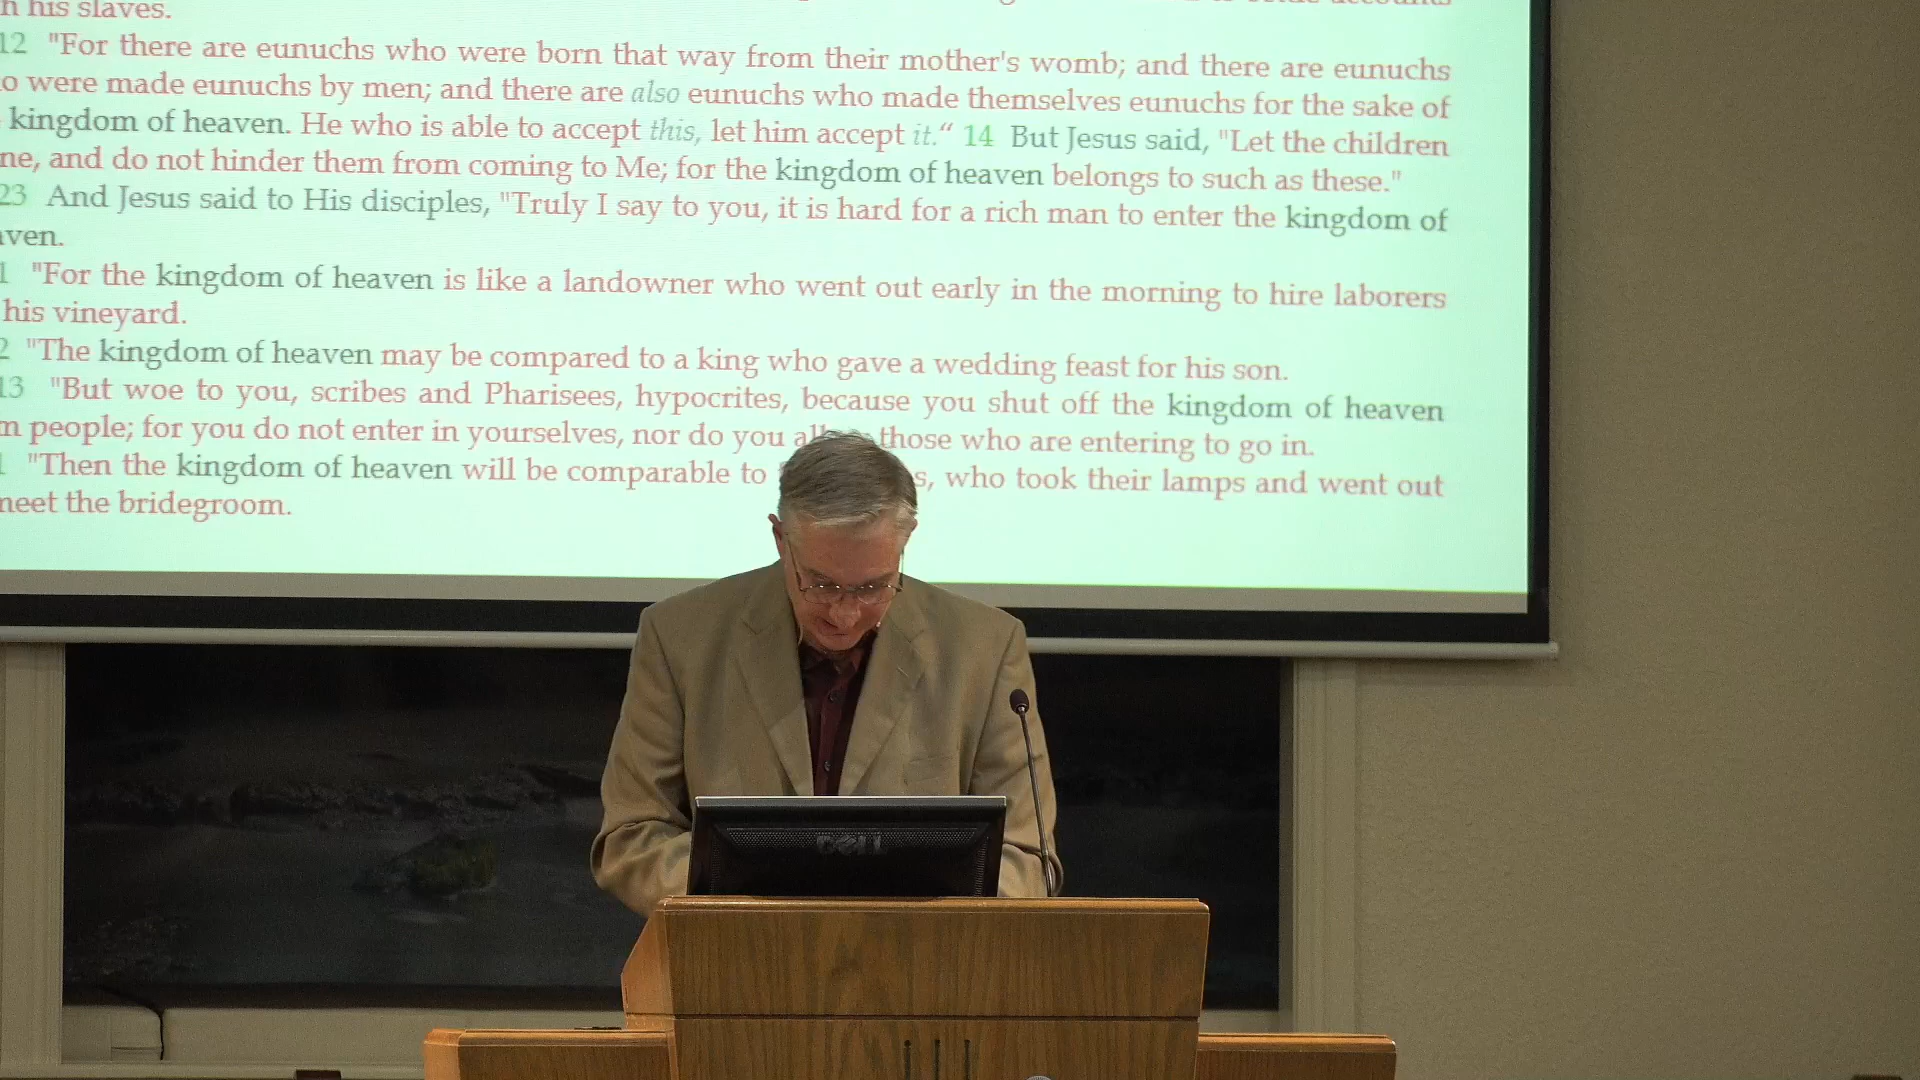 n his slaves.
12 "For there are eunuchs who were born that way from their mother's womb; and there are eunuchs
o were made eunuchs by men; and there are also eunuchs who made themselves eunuchs for the sake of
kingdom of heaven. He who is able to accept this, let him accept it.“ 14 But Jesus said, "Let the children
me, and do not hinder them from coming to Me; for the kingdom of heaven belongs to such as these."
23 And Jesus said to His disciples, "Truly I say to you, it is hard for a rich man to enter the kingdom of
aven.
1 "For the kingdom of heaven is like a landowner who went out early in the morning to hire laborers
his vineyard.
2 "The kingdom of heaven may be compared to a king who gave a wedding feast for his son.
13 "But woe to you, scribes and Pharisees, hypocrites, because you shut off the kingdom of heaven
m people; for you do not enter in yourselves, nor do you those who are entering to go in.
1 "Then the kingdom of heaven will be comparable to s, who took their lamps and went out
meet the bridegroom.
DELL